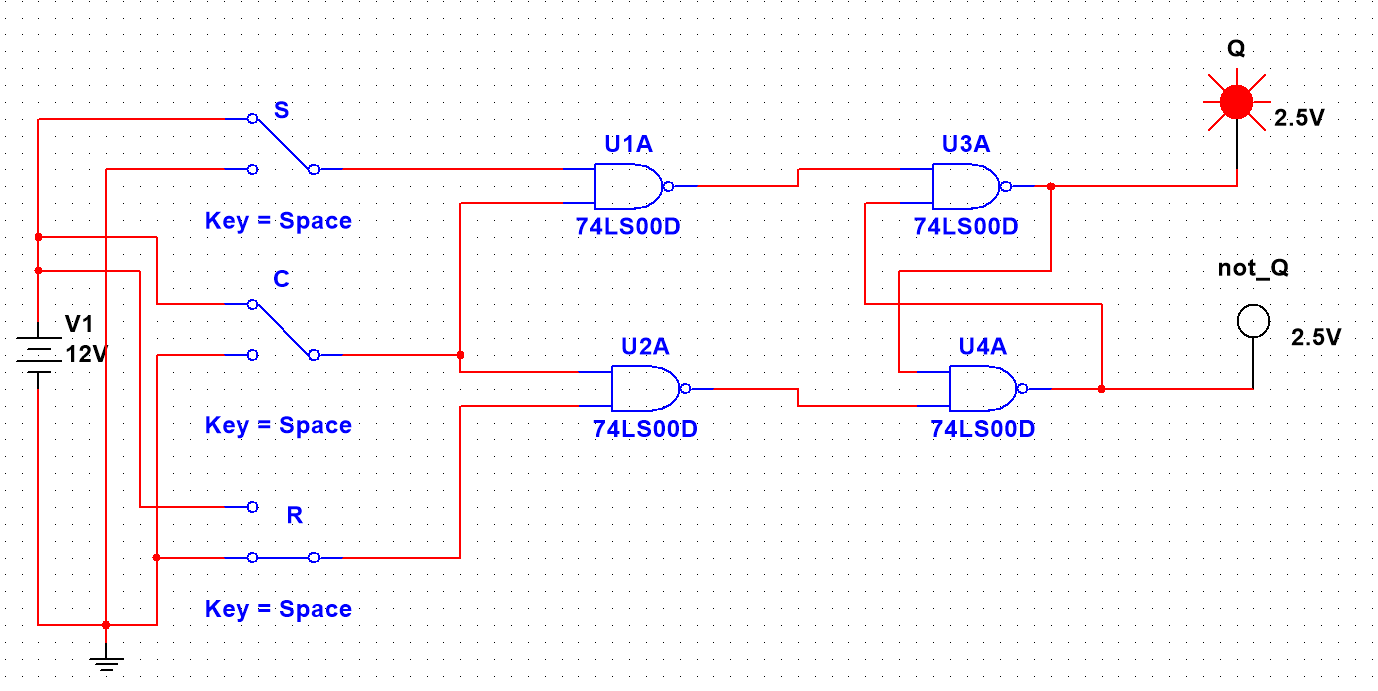 Q
2.5V
S
U1A
U3A
Key = Space
74LS00D
74LS00D
not_Q
C
2.5V
V1
12V
U2A
U4A
Key = Space
74LS00D
74LS00D
R
Key = Space